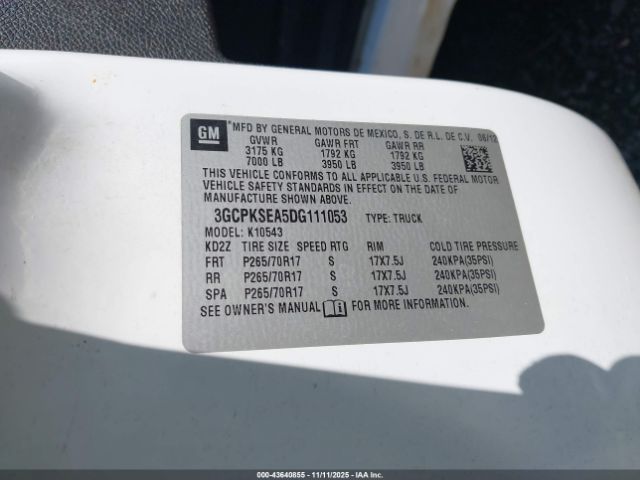 GM
*MFD BY GENERAL MOTORS DE MEXICO, S. DE R.L. DE C.V. 06/12
GVWR GAWR FRT GAWR RR
3175 KG 1792 KG 1792 KG
7000 LB 3950 LB 3950 LB
THIS VEHICLE CONFORMS TO ALL APPLICABLE U.S. FEDERAL MOTOR
VEHICLE SAFETY STANDARDS IN EFFECT ON THE DATE OF
MANUFACTURE SHOWN ABOVE.
3GCPKSEA5DG111053 TYPE: TRUCK
MODEL: K10543
KD2Z TIRE SIZE SPEED RTG RIM COLD TIRE PRESSURE
FRT P265/70R17 S 17X7.5J 240KPA(35PSI)
RR P265/70R17 S 17X7.5J 240KPA(35PSI)
SPA P265/70R17 S 17X7.5J 240KPA(35PSI)
SEE OWNER'S MANUAL FOR MORE INFORMATION.
000-43640855 - 11/11/2025 - IAA, Inc.